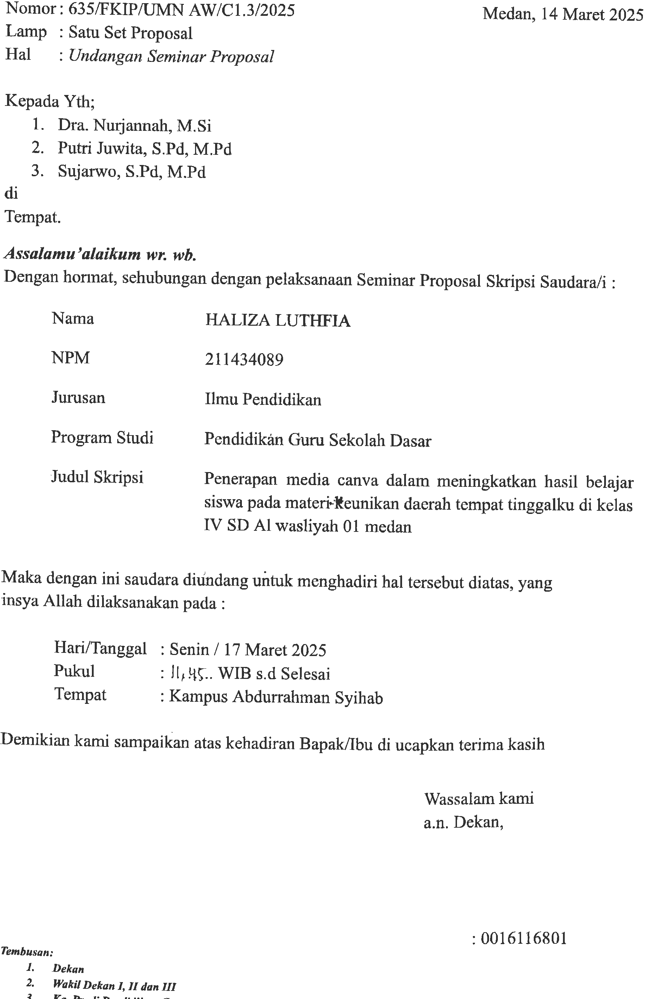 Nomor : 635/FKIP/UMN AW/C1.3/2025 Medan, 14 Maret 2025
Lamp : Satu Set Proposal
Hal : Undangan Seminar Proposal
Kepada Yth;
1. Dra. Nurjannah, M.Si
2. Putri Juwita, S.Pd, M.Pd
3. Sujarwo, S.Pd, M.Pd
di
Tempat.
Assalamu'alaikum wr. wb.
Dengan hormat, sehubungan dengan pelaksanaan Seminar Proposal Skripsi Saudara/i :
Nama HALIZA LUTHFIA
NPM 211434089
Jurusan Ilmu Pendidikan
Program Studi Pendidikan Guru Sekolah Dasar
Judul Skripsi Penerapan media canva dalam meningkatkan hasil belajar
siswa pada materi keunikan daerah tempat tinggalku di kelas
IV SD Al wasliyah 01 medan
Maka dengan ini saudara diundang untuk menghadiri hal tersebut diatas, yang
insya Allah dilaksanakan pada :
Hari/Tanggal : Senin / 17 Maret 2025
Pukul : 11,45.. WIB s.d Selesai
Tempat : Kampus Abdurrahman Syihab
Demikian kami sampaikan atas kehadiran Bapak/Ibu di ucapkan terima kasih
Wassalam kami
a.n. Dekan,
: 0016116801
Tembusan:
1. Dekan
2. Wakil Dekan I, II dan III
3.